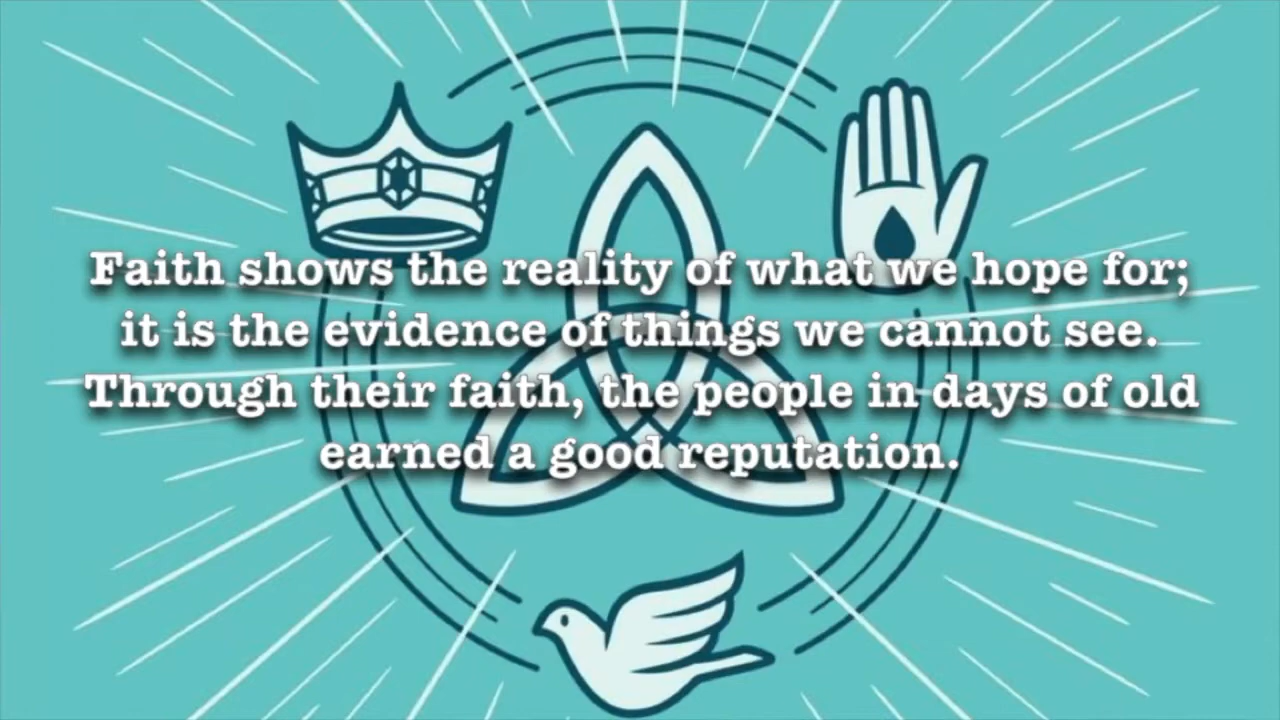 Faith shows the reality of what we hope for;
it is the evidence of things we cannot see.
Through their faith, the people in days of old
earned a good reputation.